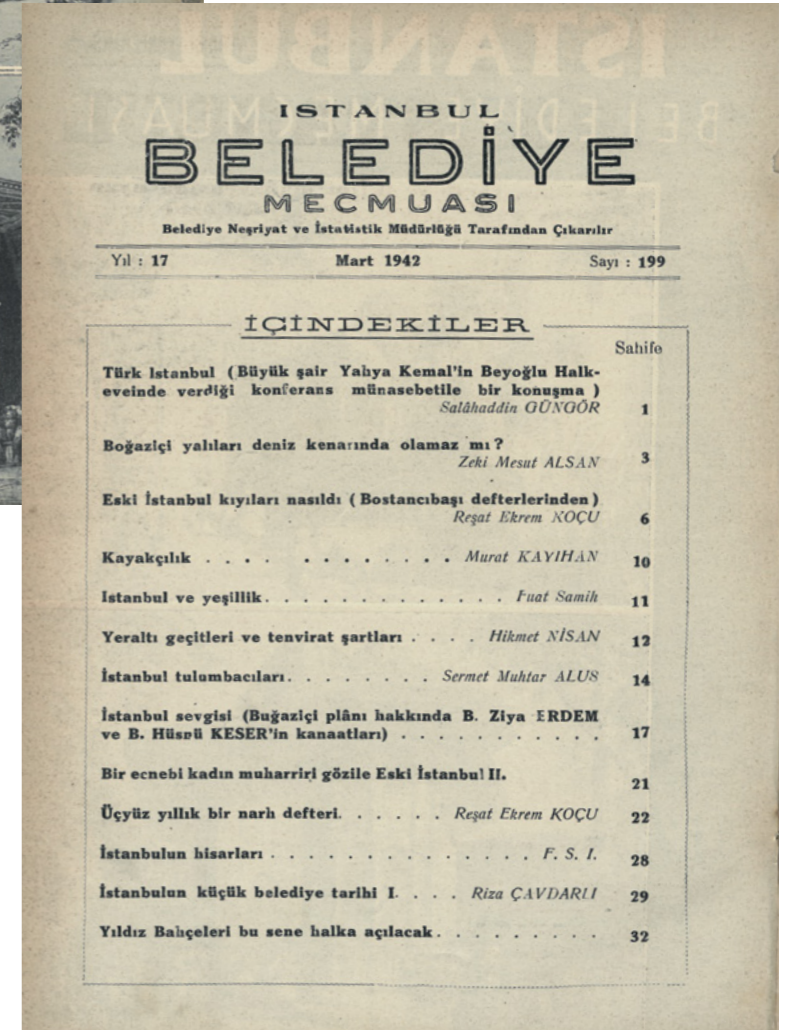 ISTANBUL
BELEDİYE
MECMUASI
Belediye Neşriyat ve İstatistik Müdürlüğü Tarafından Çıkarılır
Yıl : 17 Mart 1942 Sayı : 199
İÇİNDEKİLER
Sahife
Türk Istanbul (Büyük şair Yahya Kemal'in Beyoğlu Halk-
eveinde verdiği konferans münasebetile bir konuşma )
Salâhaddin GÜNGÖR 1
Boğaziçi yalıları deniz kenarında olamaz mı?
Zeki Mesut ALSAN 3
Eski İstanbul kıyıları nasıldı (Bostancıbaşı defterlerinden)
Reşat Ekrem KOÇU 6
Kayakçılık . . . . . . . . . . . . Murat KAYIHAN 10
Istanbul ve yeşillik. . . . . . . . . . . . . Fuat Samih 11
Yeraltı geçitleri ve tenvirat şartları . . . . Hikmet NİSAN 12
İstanbul tulumbacıları. . . . . . . . Sermet Muhtar ALUS 14
İstanbul sevgisi (Buğaziçi plânı hakkında B. Ziya ERDEM
ve B. Hüsnü KESER'in kanaatları) . . . . . . . . . . . 17
Bir ecnebi kadın muharriri gözile Eski İstanbul II. 21
Üçyüz yıllık bir narh defteri. . . . . . Reşat Ekrem KOÇU 22
İstanbulun hisarları . . . . . . . . . . . . . . F. S. I. 28
İstanbulun küçük belediye tarihi I. . . . Riza ÇAVDARLI 29
Yıldız Bahçeleri bu sene halka açılacak. . . . . . . . . 32